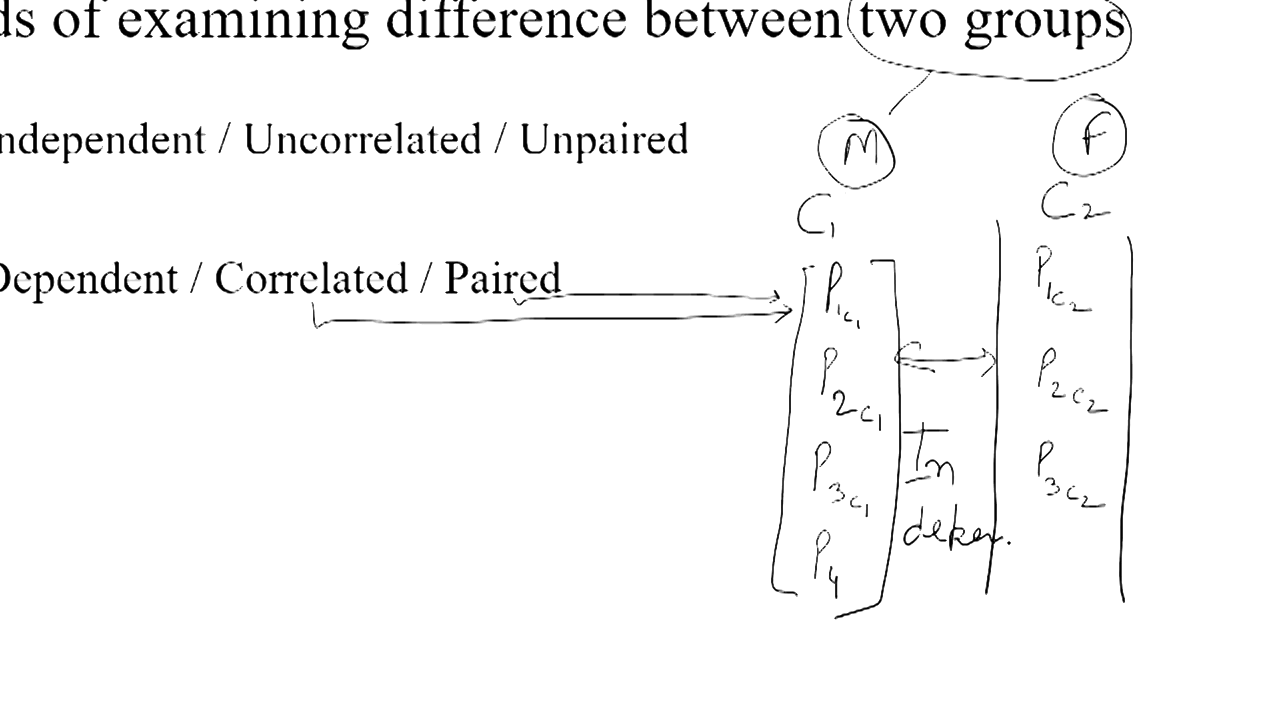 ds of examining difference between two groups
ndependent / Uncorrelated / Unpaired
M F
C1 C2
Dependent / Correlated / Paired
P1C1 P1C2
P2C1 P2C2
P3C1 P3C2
In
P4